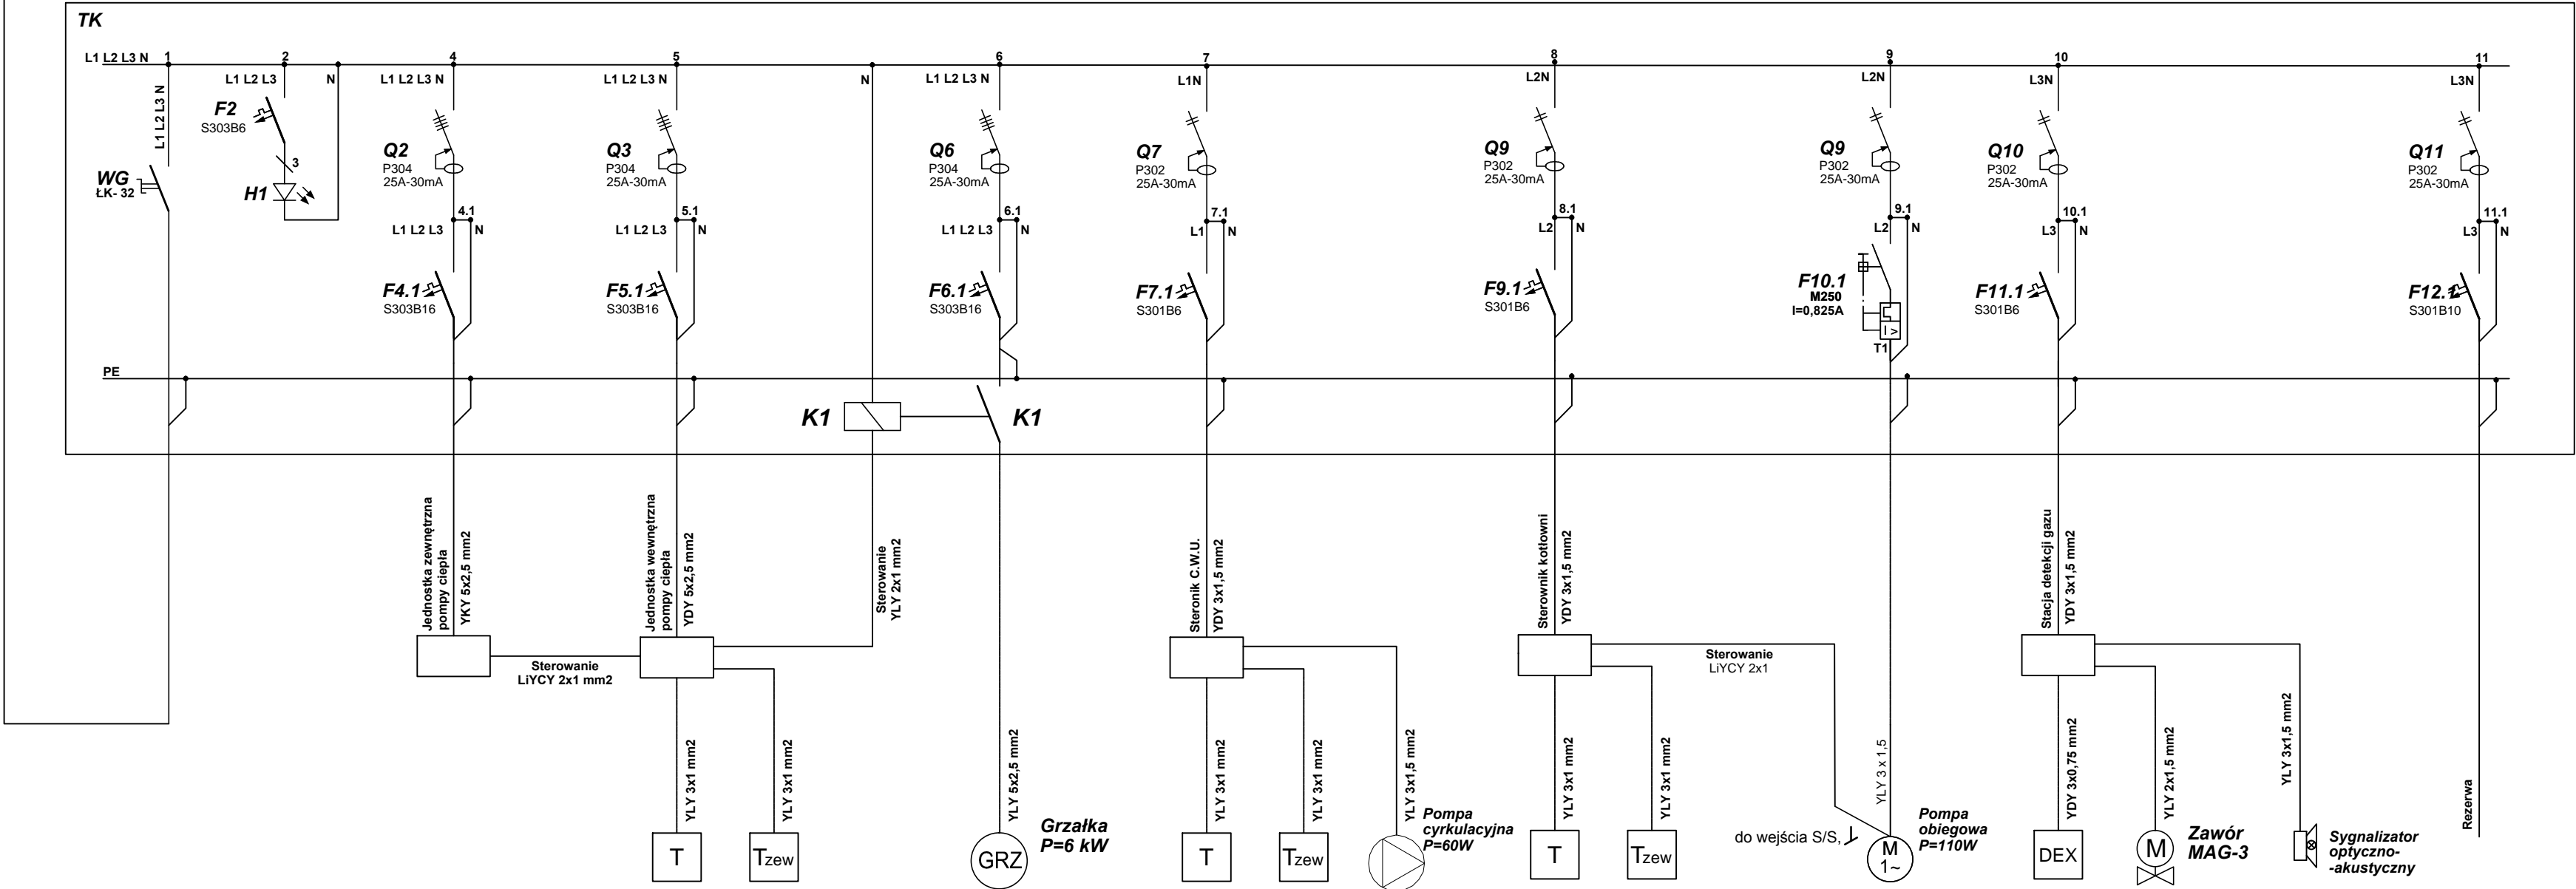 TK
L1 L2 L3 N
1
2
4
5
6
7
8
9
10
11
L1 L2 L3 N
L1 L2 L3
N
L1 L2 L3 N
L1 L2 L3 N
N
L1 L2 L3 N
L1N
L2N
L2N
L3N
L3N
F2
S303B6
3
H1
WG
ŁK- 32
Q2
P304
25A-30mA
Q3
P304
25A-30mA
Q6
P304
25A-30mA
Q7
P302
25A-30mA
Q9
P302
25A-30mA
Q9
P302
25A-30mA
Q10
P302
25A-30mA
Q11
P302
25A-30mA
4.1
L1 L2 L3
N
5.1
L1 L2 L3
N
6.1
L1 L2 L3
N
7.1
L1
N
8.1
L2
N
9.1
L2
N
10.1
L3
N
11.1
L3
N
F4.1
S303B16
F5.1
S303B16
F6.1
S303B16
F7.1
S301B6
F9.1
S301B6
F10.1
M250
I=0,825A
I >
T1
F11.1
S301B6
F12.1
S301B10
PE
K1
K1
Jednostka zewnętrzna
pompy ciepła
YKY 5x2,5 mm2
Jednostka wewnętrzna
pompy ciepła
YDY 5x2,5 mm2
Sterowanie
YLY 2x1 mm2
Steronik C.W.U.
YDY 3x1,5 mm2
Sterownik kotłowni
YDY 3x1,5 mm2
Stacja detekcji gazu
YDY 3x1,5 mm2
Sterowanie
LiYCY 2x1 mm2
Sterowanie
LiYCY 2x1
YLY 3x1 mm2
YLY 3x1 mm2
YLY 5x2,5 mm2
YLY 3x1 mm2
YLY 3x1 mm2
YLY 3x1,5 mm2
YLY 3x1 mm2
YLY 3x1 mm2
YLY 3 x 1,5
YDY 3x0,75 mm2
YLY 2x1,5 mm2
YLY 3x1,5 mm2
Rezerwa
T
Tzew
GRZ
Grzałka
P=6 kW
T
Tzew
Pompa
cyrkulacyjna
P=60W
T
Tzew
do wejścia S/S,
M
1~
Pompa
obiegowa
P=110W
DEX
M
Zawór
MAG-3
Sygnalizator
optyczno-
-akustyczny